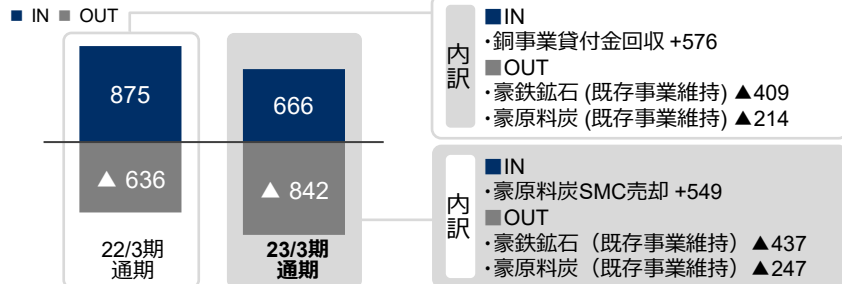 ■ IN ■ OUT
875
▲ 636
22/3期
通期
666
▲ 842
23/3期
通期
内訳
■IN
・銅事業貸付金回収 +576
■OUT
・豪鉄鉱石 (既存事業維持) ▲409
・豪原料炭 (既存事業維持) ▲214
内訳
■IN
・豪原料炭SMC売却 +549
■OUT
・豪鉄鉱石（既存事業維持）▲437
・豪原料炭（既存事業維持）▲247